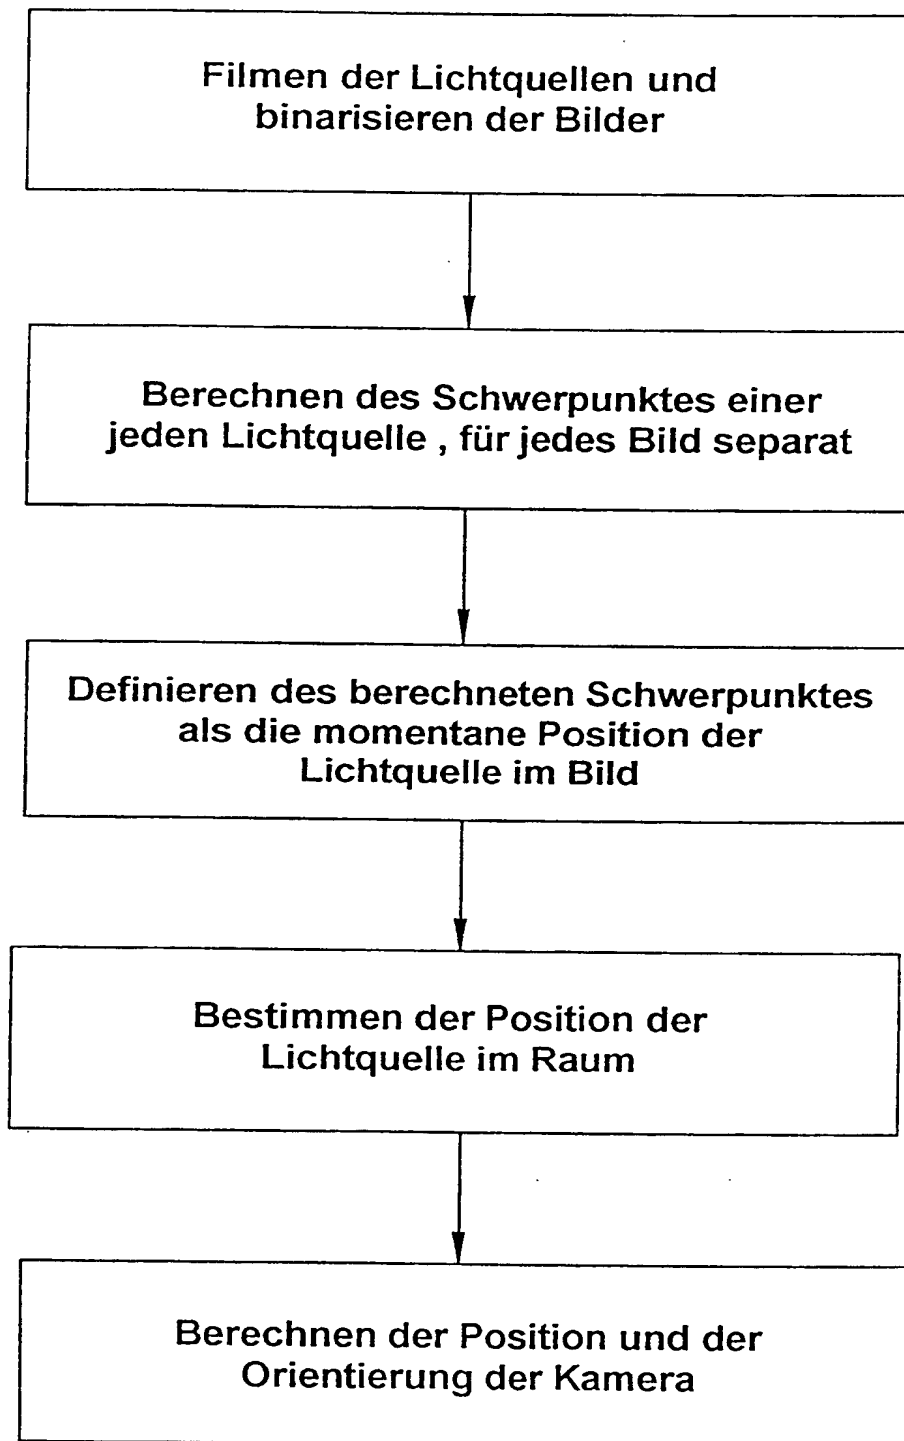 Filmen der Lichtquellen und
binarisieren der Bilder
Berechnen des Schwerpunktes einer
jeden Lichtquelle , für jedes Bild separat
Definieren des berechneten Schwerpunktes
als die momentane Position der
Lichtquelle im Bild
Bestimmen der Position der
Lichtquelle im Raum
Berechnen der Position und der
Orientierung der Kamera